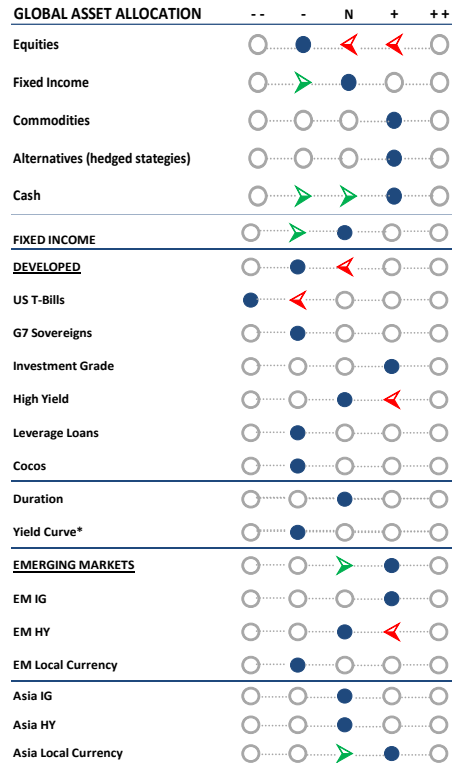 GLOBAL ASSET ALLOCATION - - - N + + +
Equities
Fixed Income
Commodities
Alternatives (hedged stategies)
Cash
FIXED INCOME
DEVELOPED
US T-Bills
G7 Sovereigns
Investment Grade
High Yield
Leverage Loans
Cocos
Duration
Yield Curve*
EMERGING MARKETS
EM IG
EM HY
EM Local Currency
Asia IG
Asia HY
Asia Local Currency